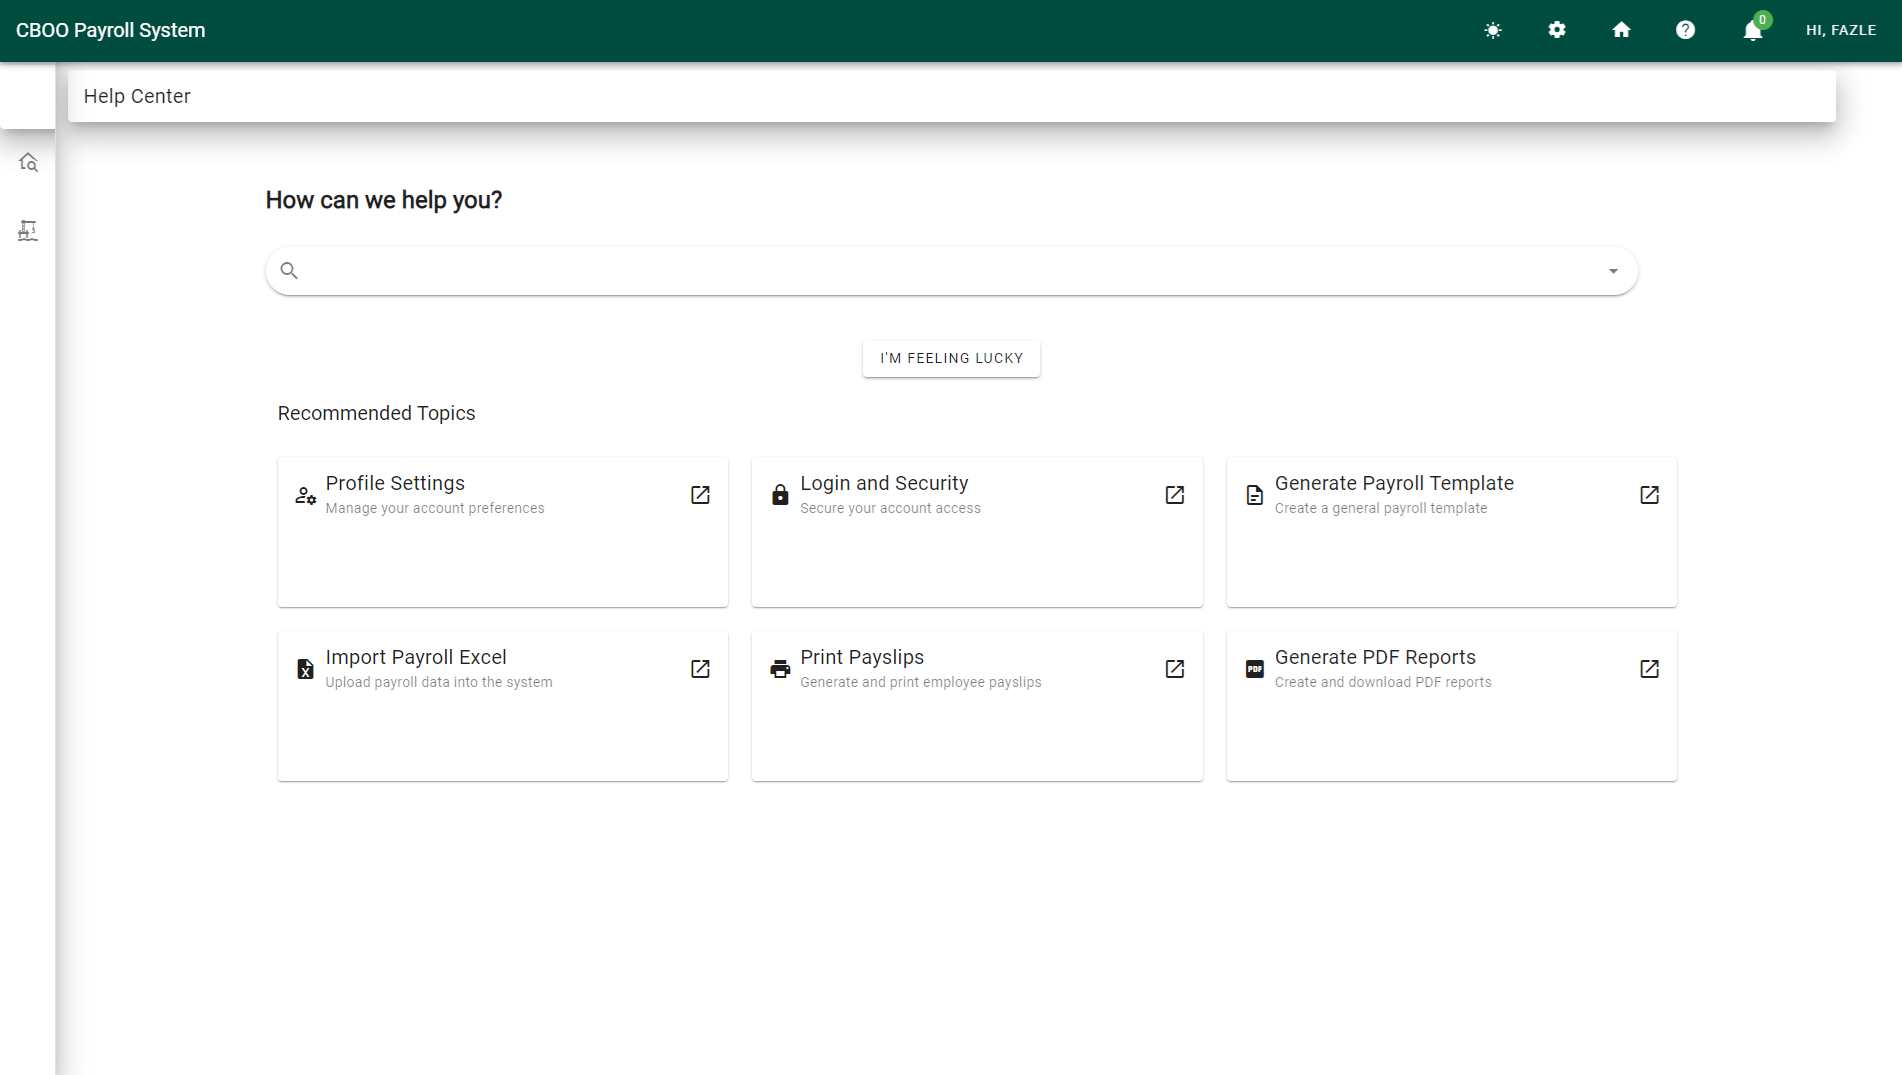 CBOO Payroll System
0
HI, FAZLE
Help Center
How can we help you?
I'M FEELING LUCKY
Recommended Topics
Profile Settings
Manage your account preferences
Login and Security
Secure your account access
Generate Payroll Template
Create a general payroll template
Import Payroll Excel
Upload payroll data into the system
Print Payslips
Generate and print employee payslips
PDF
Generate PDF Reports
Create and download PDF reports